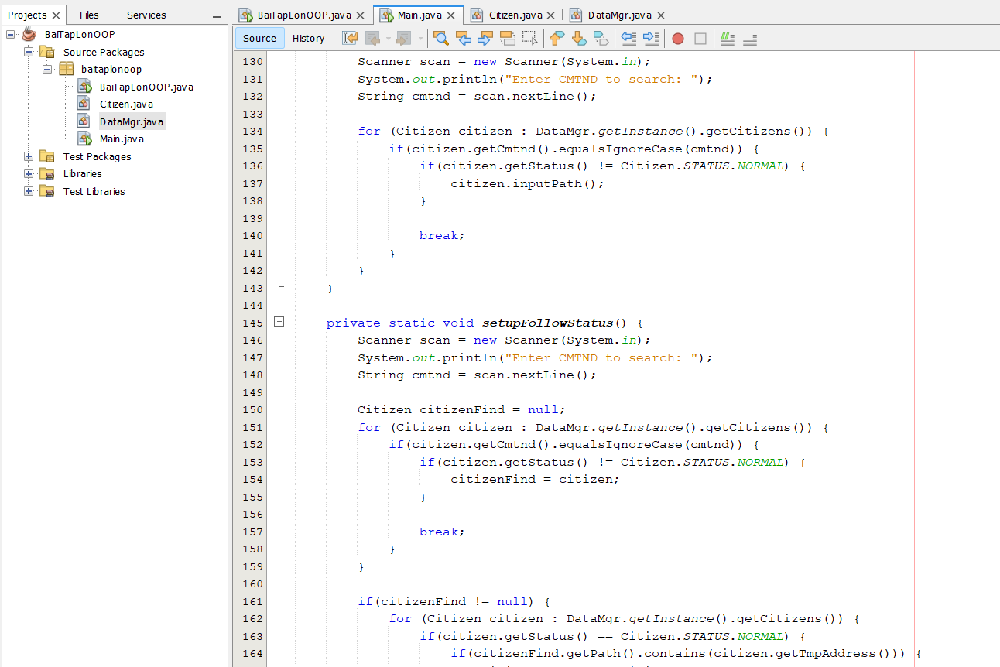 Projects
Files
Services
BaiTapLonOOP
Source Packages
baitaplonoop
BaiTapLonOOP.java
Citizen.java
DataMgr.java
Main.java
Test Packages
Libraries
Test Libraries
BaiTapLonOOP.java
Main.java
Citizen.java
DataMgr.java
Source
History
130 Scanner scan = new Scanner(System.in);
131 System.out.println("Enter CMTND to search: ");
132 String cmtnd = scan.nextLine();
133
134 for (Citizen citizen : DataMgr.getInstance().getCitizens()) {
135 if(citizen.getCmtnd().equalsIgnoreCase(cmtnd)) {
136 if(citizen.getStatus() != Citizen.STATUS.NORMAL) {
137 citizen.inputPath();
138 }
139
140 break;
141 }
142 }
143 }
144
145 private static void setupFollowStatus() {
146 Scanner scan = new Scanner(System.in);
147 System.out.println("Enter CMTND to search: ");
148 String cmtnd = scan.nextLine();
149
150 Citizen citizenFind = null;
151 for (Citizen citizen : DataMgr.getInstance().getCitizens()) {
152 if(citizen.getCmtnd().equalsIgnoreCase(cmtnd)) {
153 if(citizen.getStatus() != Citizen.STATUS.NORMAL) {
154 citizenFind = citizen;
155 }
156
157 break;
158 }
159 }
160
161 if(citizenFind != null) {
162 for (Citizen citizen : DataMgr.getInstance().getCitizens()) {
163 if(citizen.getStatus() == Citizen.STATUS.NORMAL) {
164 if(citizenFind.getPath().contains(citizen.getTmpAddress())) {